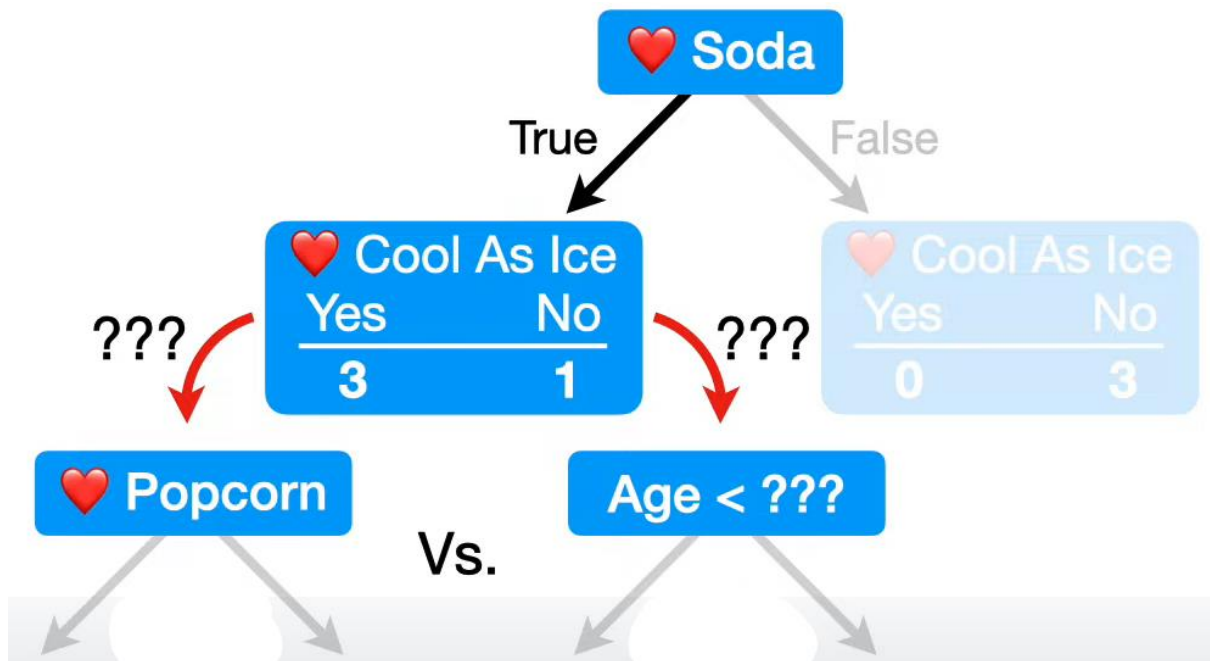 ❤️ Soda
True
False
❤️ Cool As Ice
Yes No
3 1
❤️ Cool As Ice
Yes No
0 3
???
???
❤️ Popcorn
Vs.
Age < ???